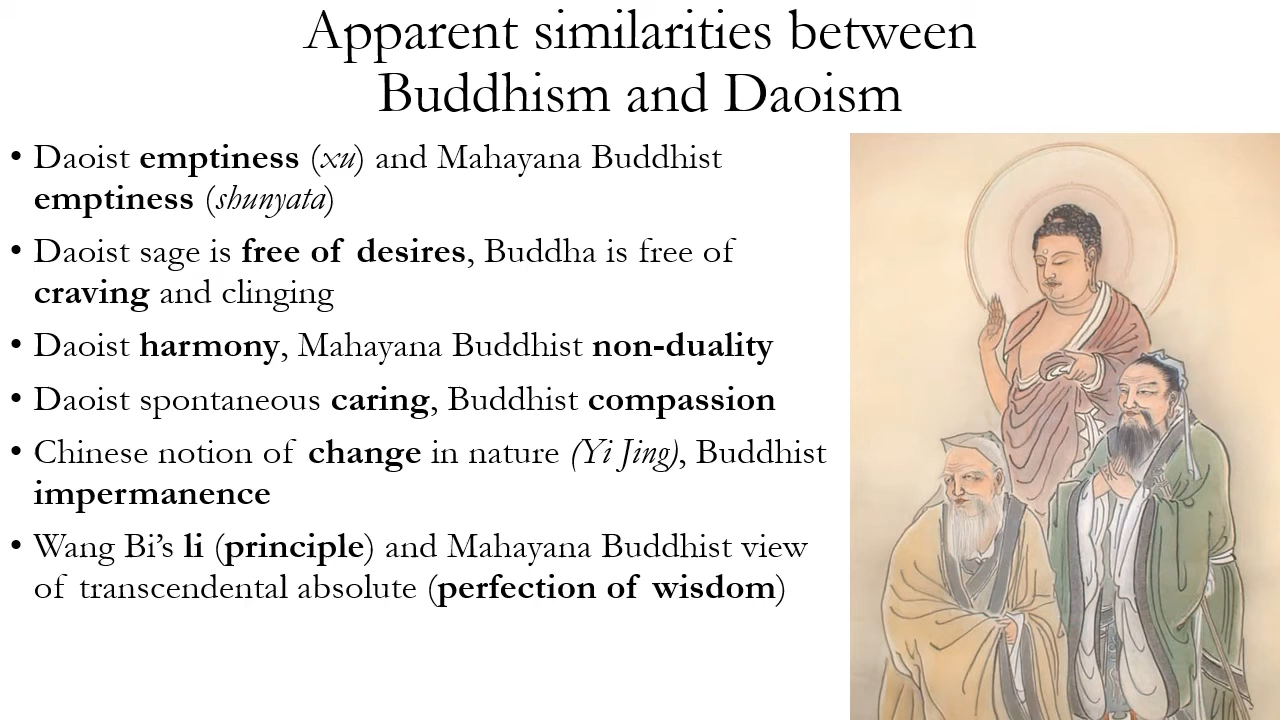 Apparent similarities between
Buddhism and Daoism
• Daoist emptiness (xu) and Mahayana Buddhist
emptiness (shunyata)
• Daoist sage is free of desires, Buddha is free of
craving and clinging
• Daoist harmony, Mahayana Buddhist non-duality
• Daoist spontaneous caring, Buddhist compassion
• Chinese notion of change in nature (Yi Jing), Buddhist
impermanence
• Wang Bi’s li (principle) and Mahayana Buddhist view
of transcendental absolute (perfection of wisdom)